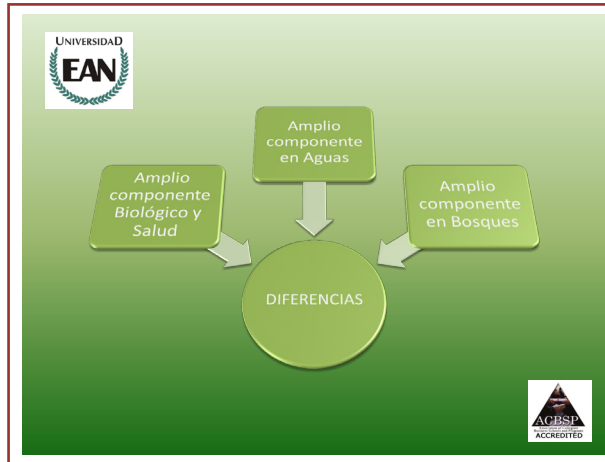 UNIVERSIDAD
EAN
Amplio
componente
en Aguas
Amplio
componente
Biológico y
Salud
Amplio
componente
en Bosques
DIFERENCIAS
ACBSP
ACCREDITED